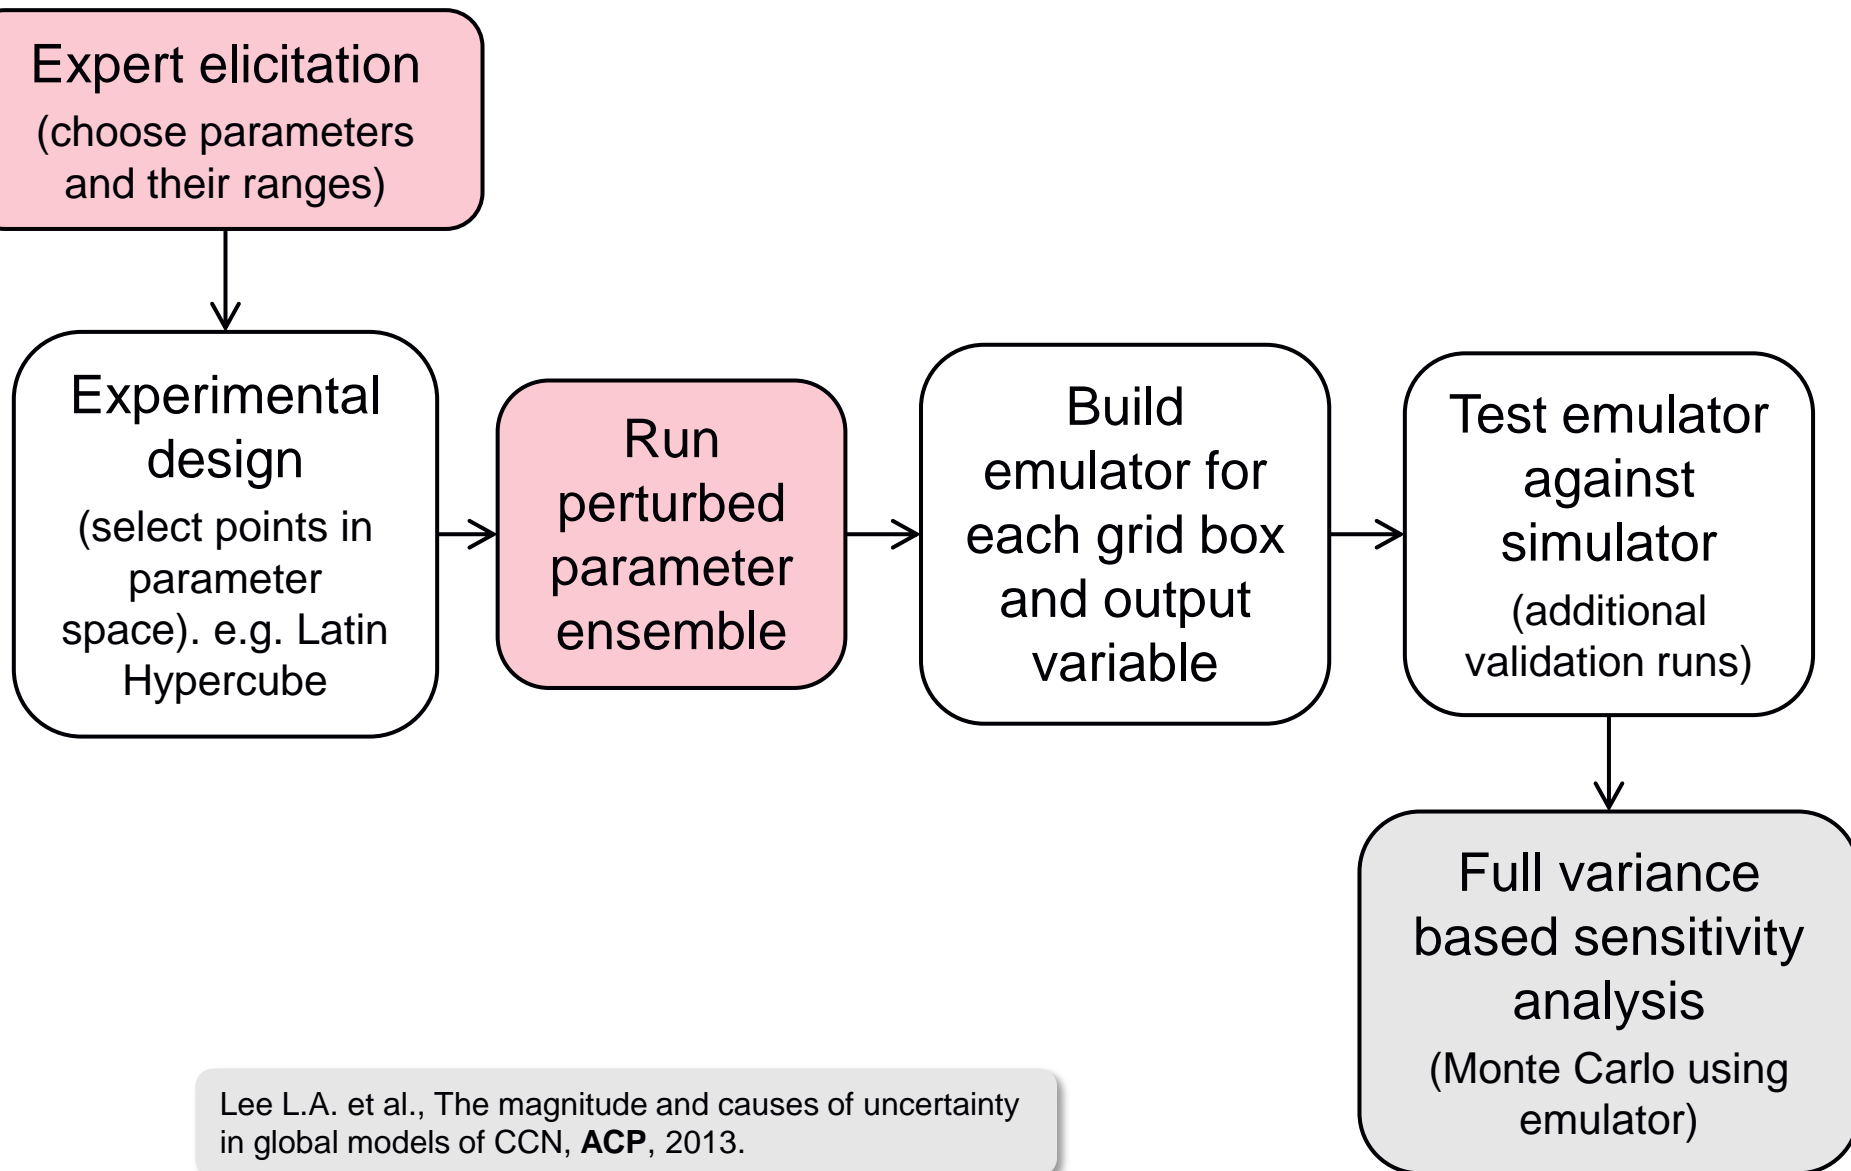 Expert elicitation
(choose parameters
and their ranges)
Experimental
design
(select points in
parameter
space). e.g. Latin
Hypercube
Run
perturbed
parameter
ensemble
Build
emulator for
each grid box
and output
variable
Test emulator
against
simulator
(additional
validation runs)
Full variance
based sensitivity
analysis
(Monte Carlo using
emulator)
Lee L.A. et al., The magnitude and causes of uncertainty
in global models of CCN, ACP, 2013.